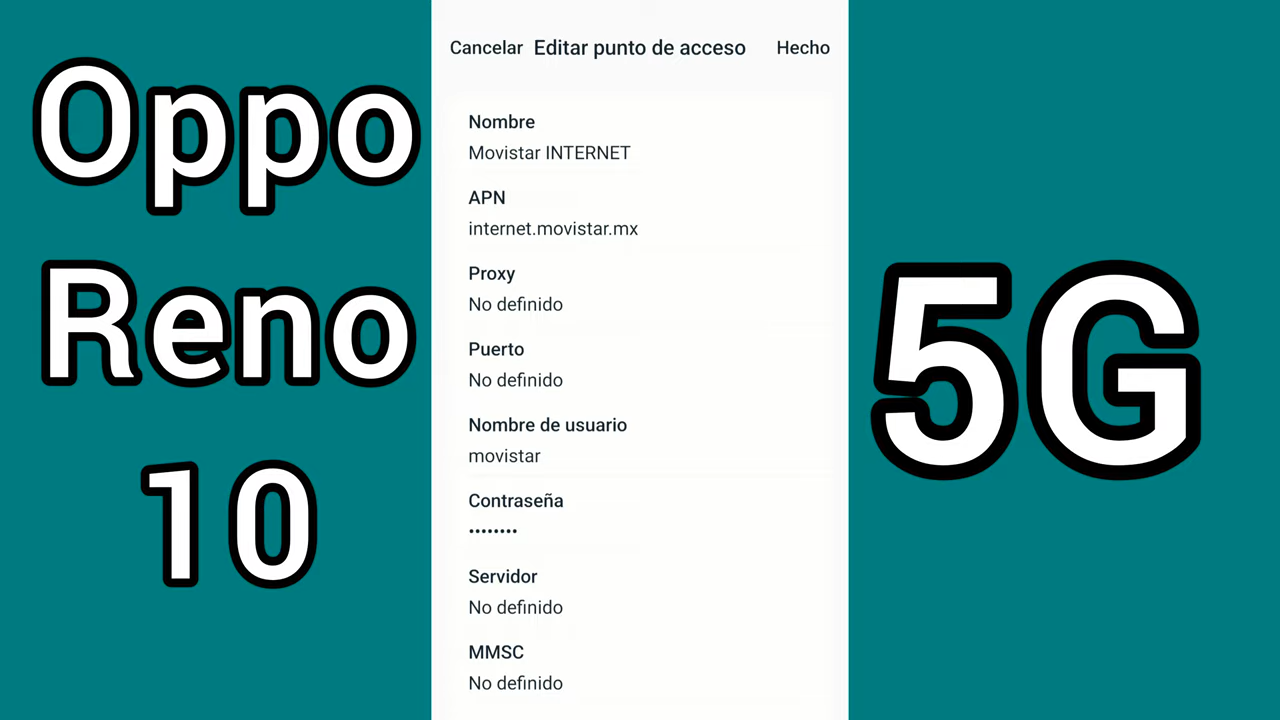 Oppo
Reno
10
Cancelar Editar punto de acceso Hecho
Nombre
Movistar INTERNET
APN
internet.movistar.mx
Proxy
No definido
Puerto
No definido
Nombre de usuario
movistar
Contraseña
••••••••
Servidor
No definido
MMSC
No definido
5G